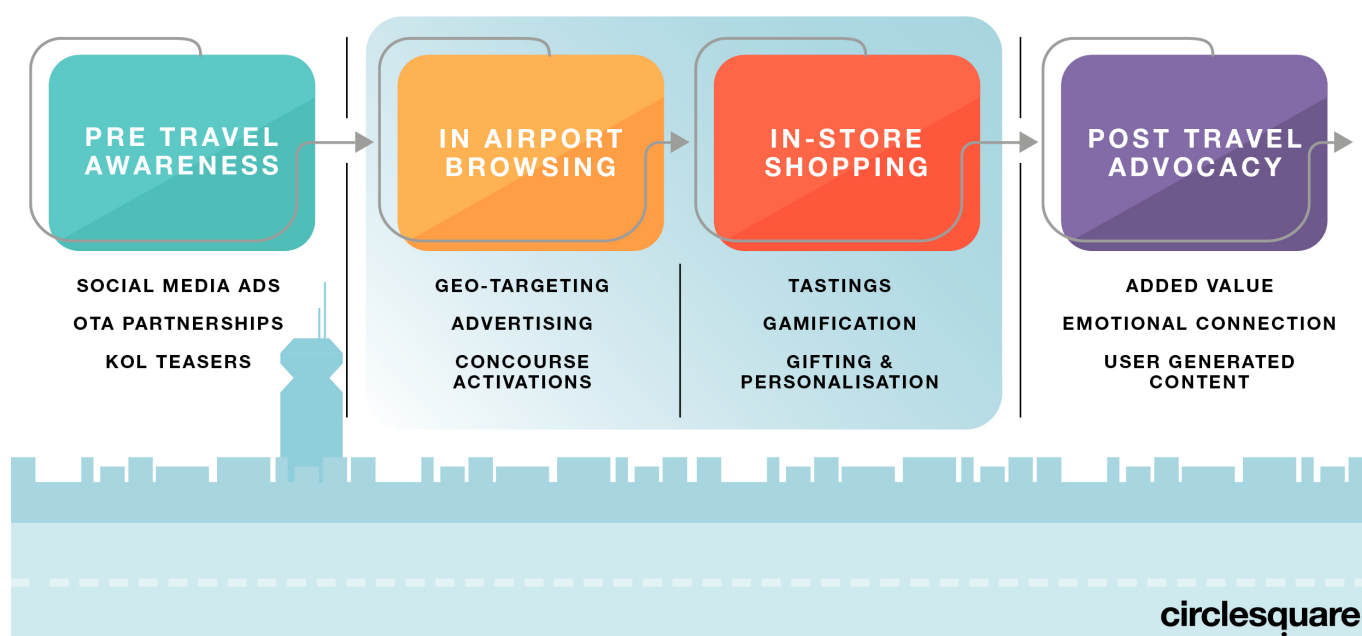 PRE TRAVEL
AWARENESS
SOCIAL MEDIA ADS
OTA PARTNERSHIPS
KOL TEASERS
IN AIRPORT
BROWSING
GEO-TARGETING
ADVERTISING
CONCOURSE
ACTIVATIONS
IN-STORE
SHOPPING
TASTINGS
GAMIFICATION
GIFTING &
PERSONALISATION
POST TRAVEL
ADVOCACY
ADDED VALUE
EMOTIONAL CONNECTION
USER GENERATED
CONTENT
circlesquare